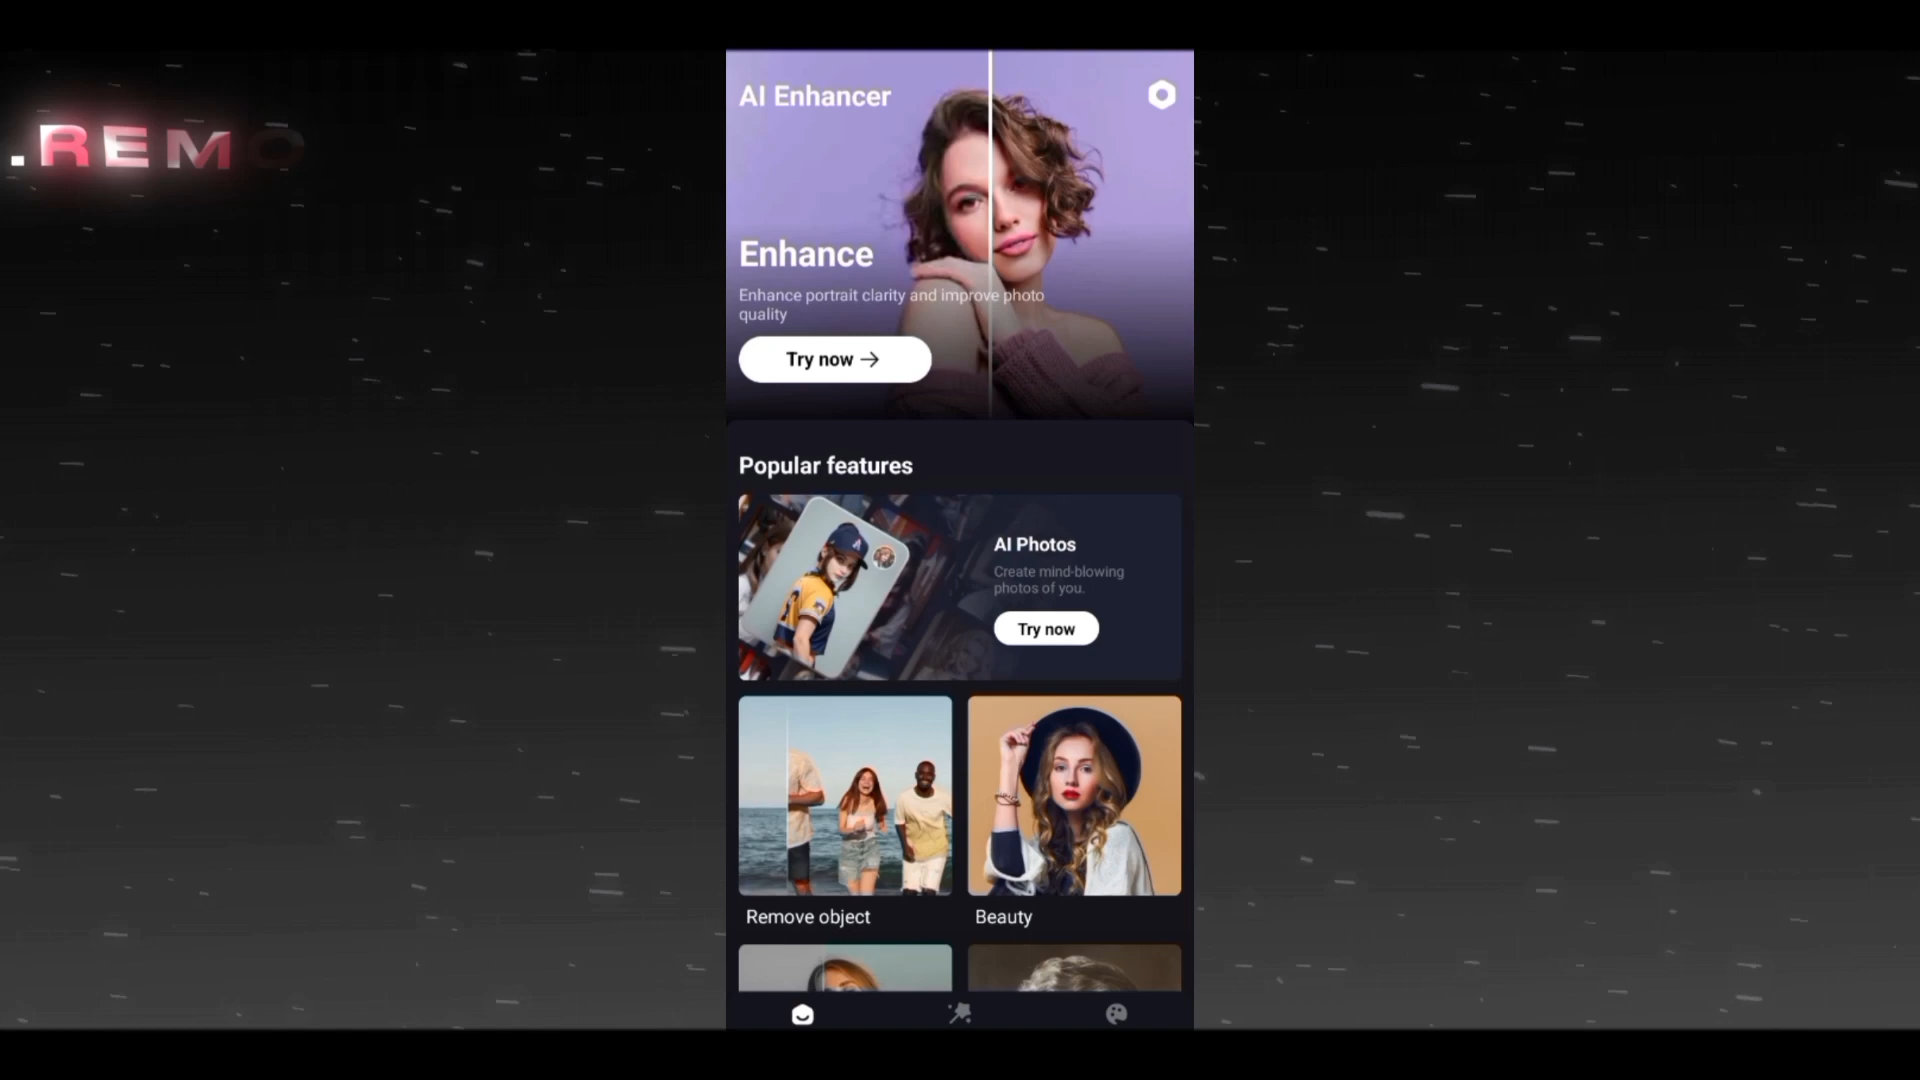 .REMO
AI Enhancer
Enhance
Enhance portrait clarity and improve photo
quality
Try now →
Popular features
AI Photos
Create mind-blowing
photos of you.
Try now
Remove object
Beauty